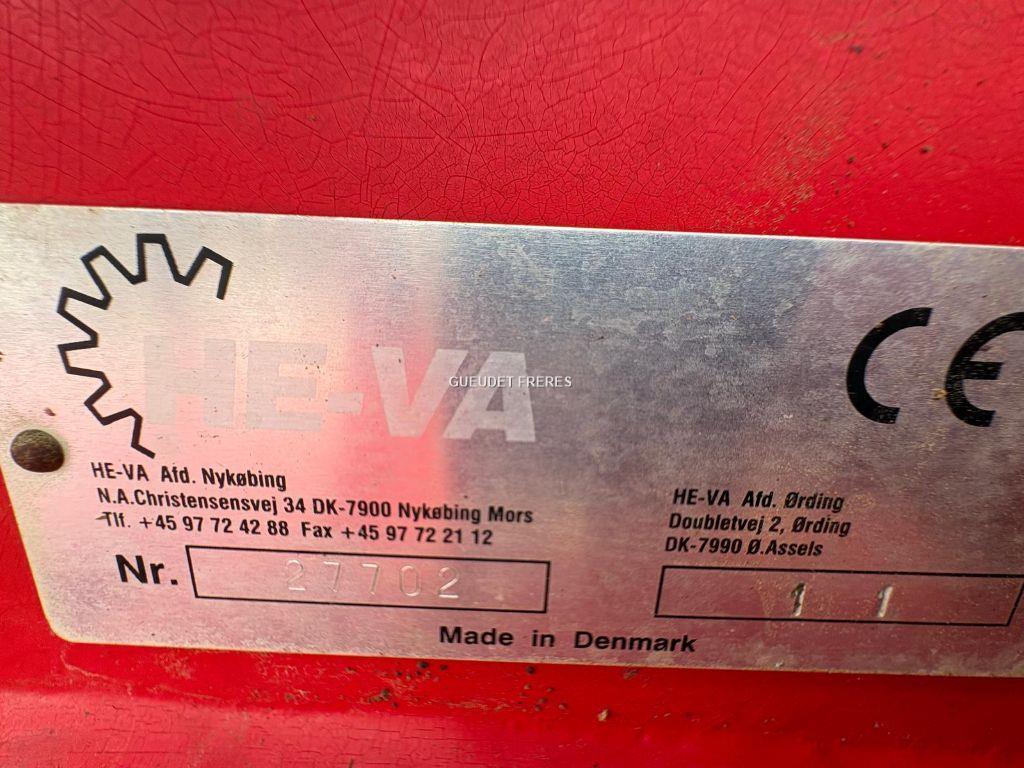 HE-VA
GUEUDET FRERES
CE
HE-VA Afd. Nykøbing
N.A.Christensensvej 34 DK-7900 Nykøbing Mors
Tlf. +45 97 72 42 88 Fax +45 97 72 21 12
Nr. 27702
HE-VA Afd. Ørding
Doubletvej 2, Ørding
DK-7990 Ø.Assels
1 1
Made in Denmark